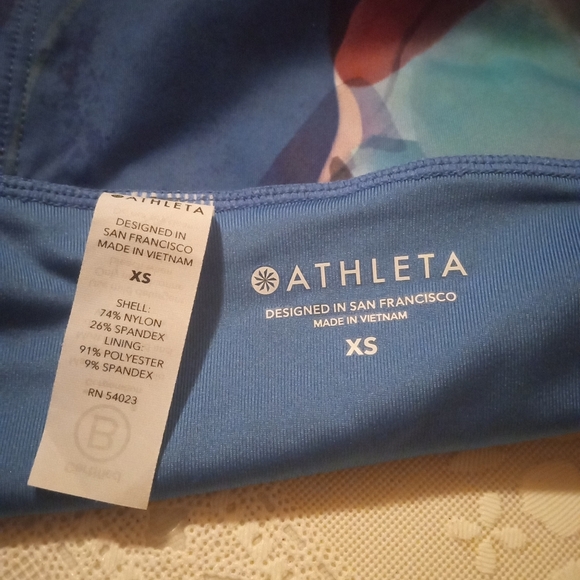 ATHLETA
DESIGNED IN
SAN FRANCISCO
MADE IN VIETNAM
XS
SHELL:
74% NYLON
26% SPANDEX
LINING:
91% POLYESTER
9% SPANDEX
RN 54023
B
ATHLETA
DESIGNED IN SAN FRANCISCO
MADE IN VIETNAM
XS